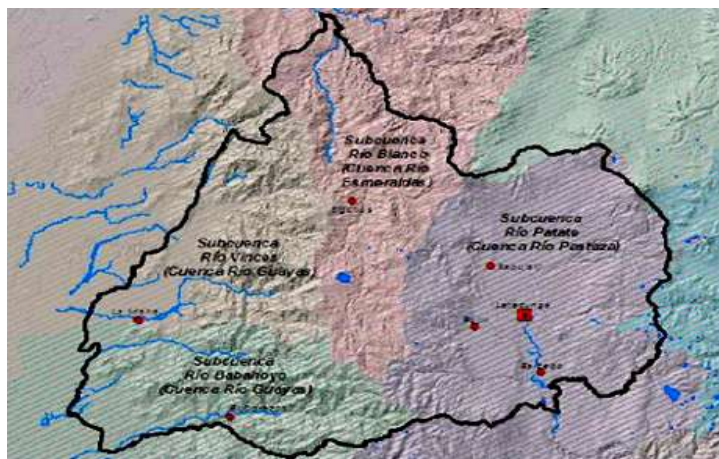 Subcuenca
Río Blanco
(Cuenca Río
Esmeraldas)
Subcuenca
Río Patate
(Cuenca Río Pastaza)
Subcuenca
Río Vinces
(Cuenca Río Guayas)
La
Latacunga
Subcuenca
Río Babahoyo
(Cuenca Río Guayas)